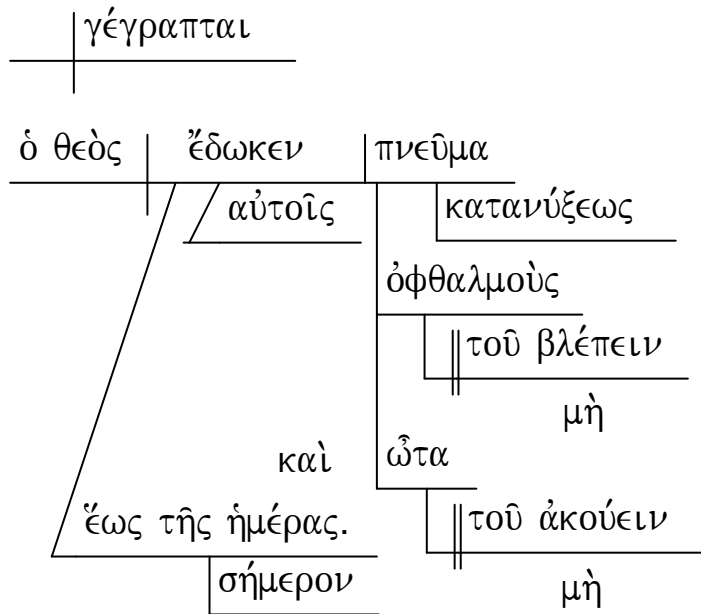 γέγραπται
ὁ θεὸς ἔδωκεν πνεῦμα
αὐτοῖς κατανύξεως
ὀφθαλμοὺς
τοῦ βλέπειν
μὴ
καὶ ὦτα
ἕως τῆς ἡμέρας. τοῦ ἀκούειν
σήμερον μὴ